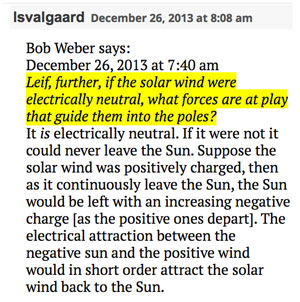 lsvalgaard December 26, 2013 at 8:08 am
Bob Weber says:
December 26, 2013 at 7:40 am
Leif, further, if the solar wind were
electrically neutral, what forces are at play
that guide them into the poles?
It is electrically neutral. If it were not it
could never leave the Sun. Suppose the
solar wind was positively charged, then
as it continuously leave the Sun, the Sun
would be left with an increasing negative
charge [as the positive ones depart]. The
electrical attraction between the
negative sun and the positive wind
would in short order attract the solar
wind back to the Sun.